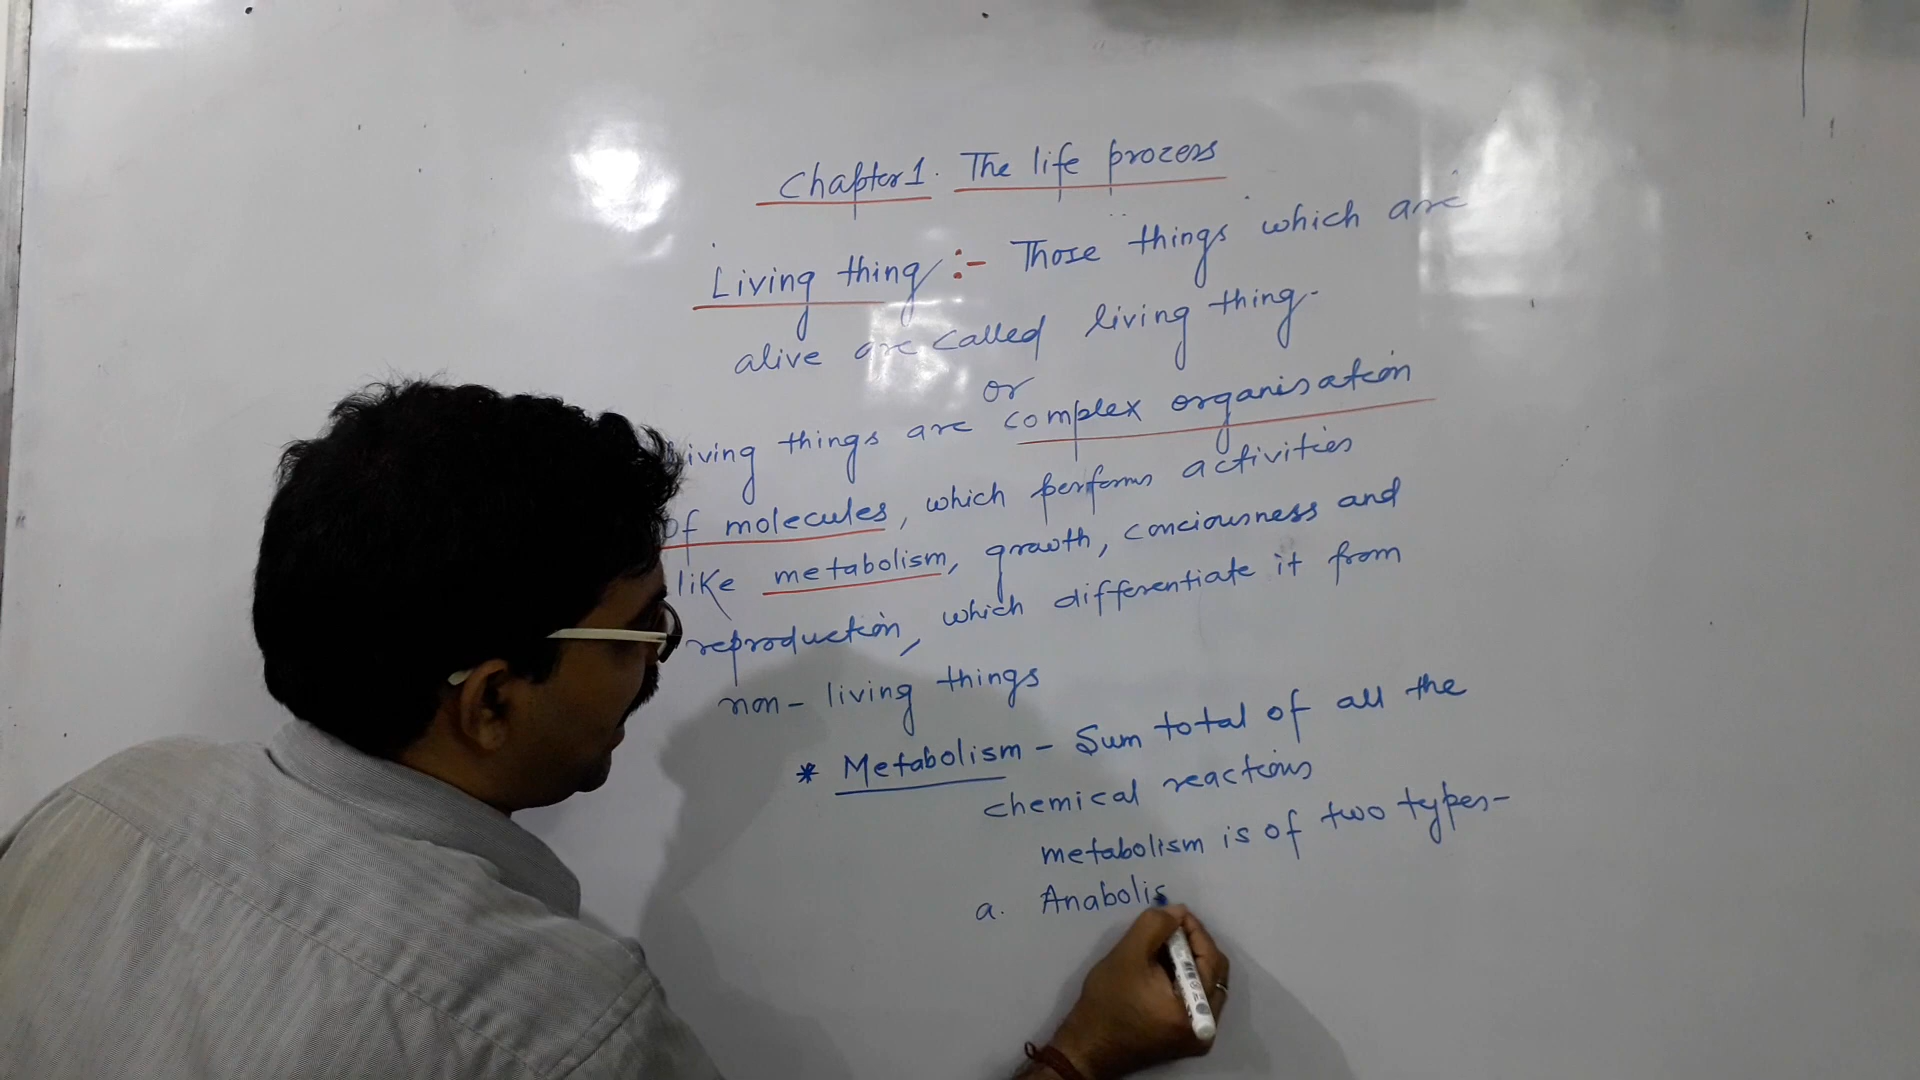 Chapter 1. The life process
Living thing :- Those things which are
alive are called living thing.
or
living things are complex organisation
of molecules, which performs activities
like metabolism, growth, conciousness and
reproduction, which differentiate it from
non-living things
* Metabolism - Sum total of all the
chemical reactions
metabolism is of two types-
a. Anabolis